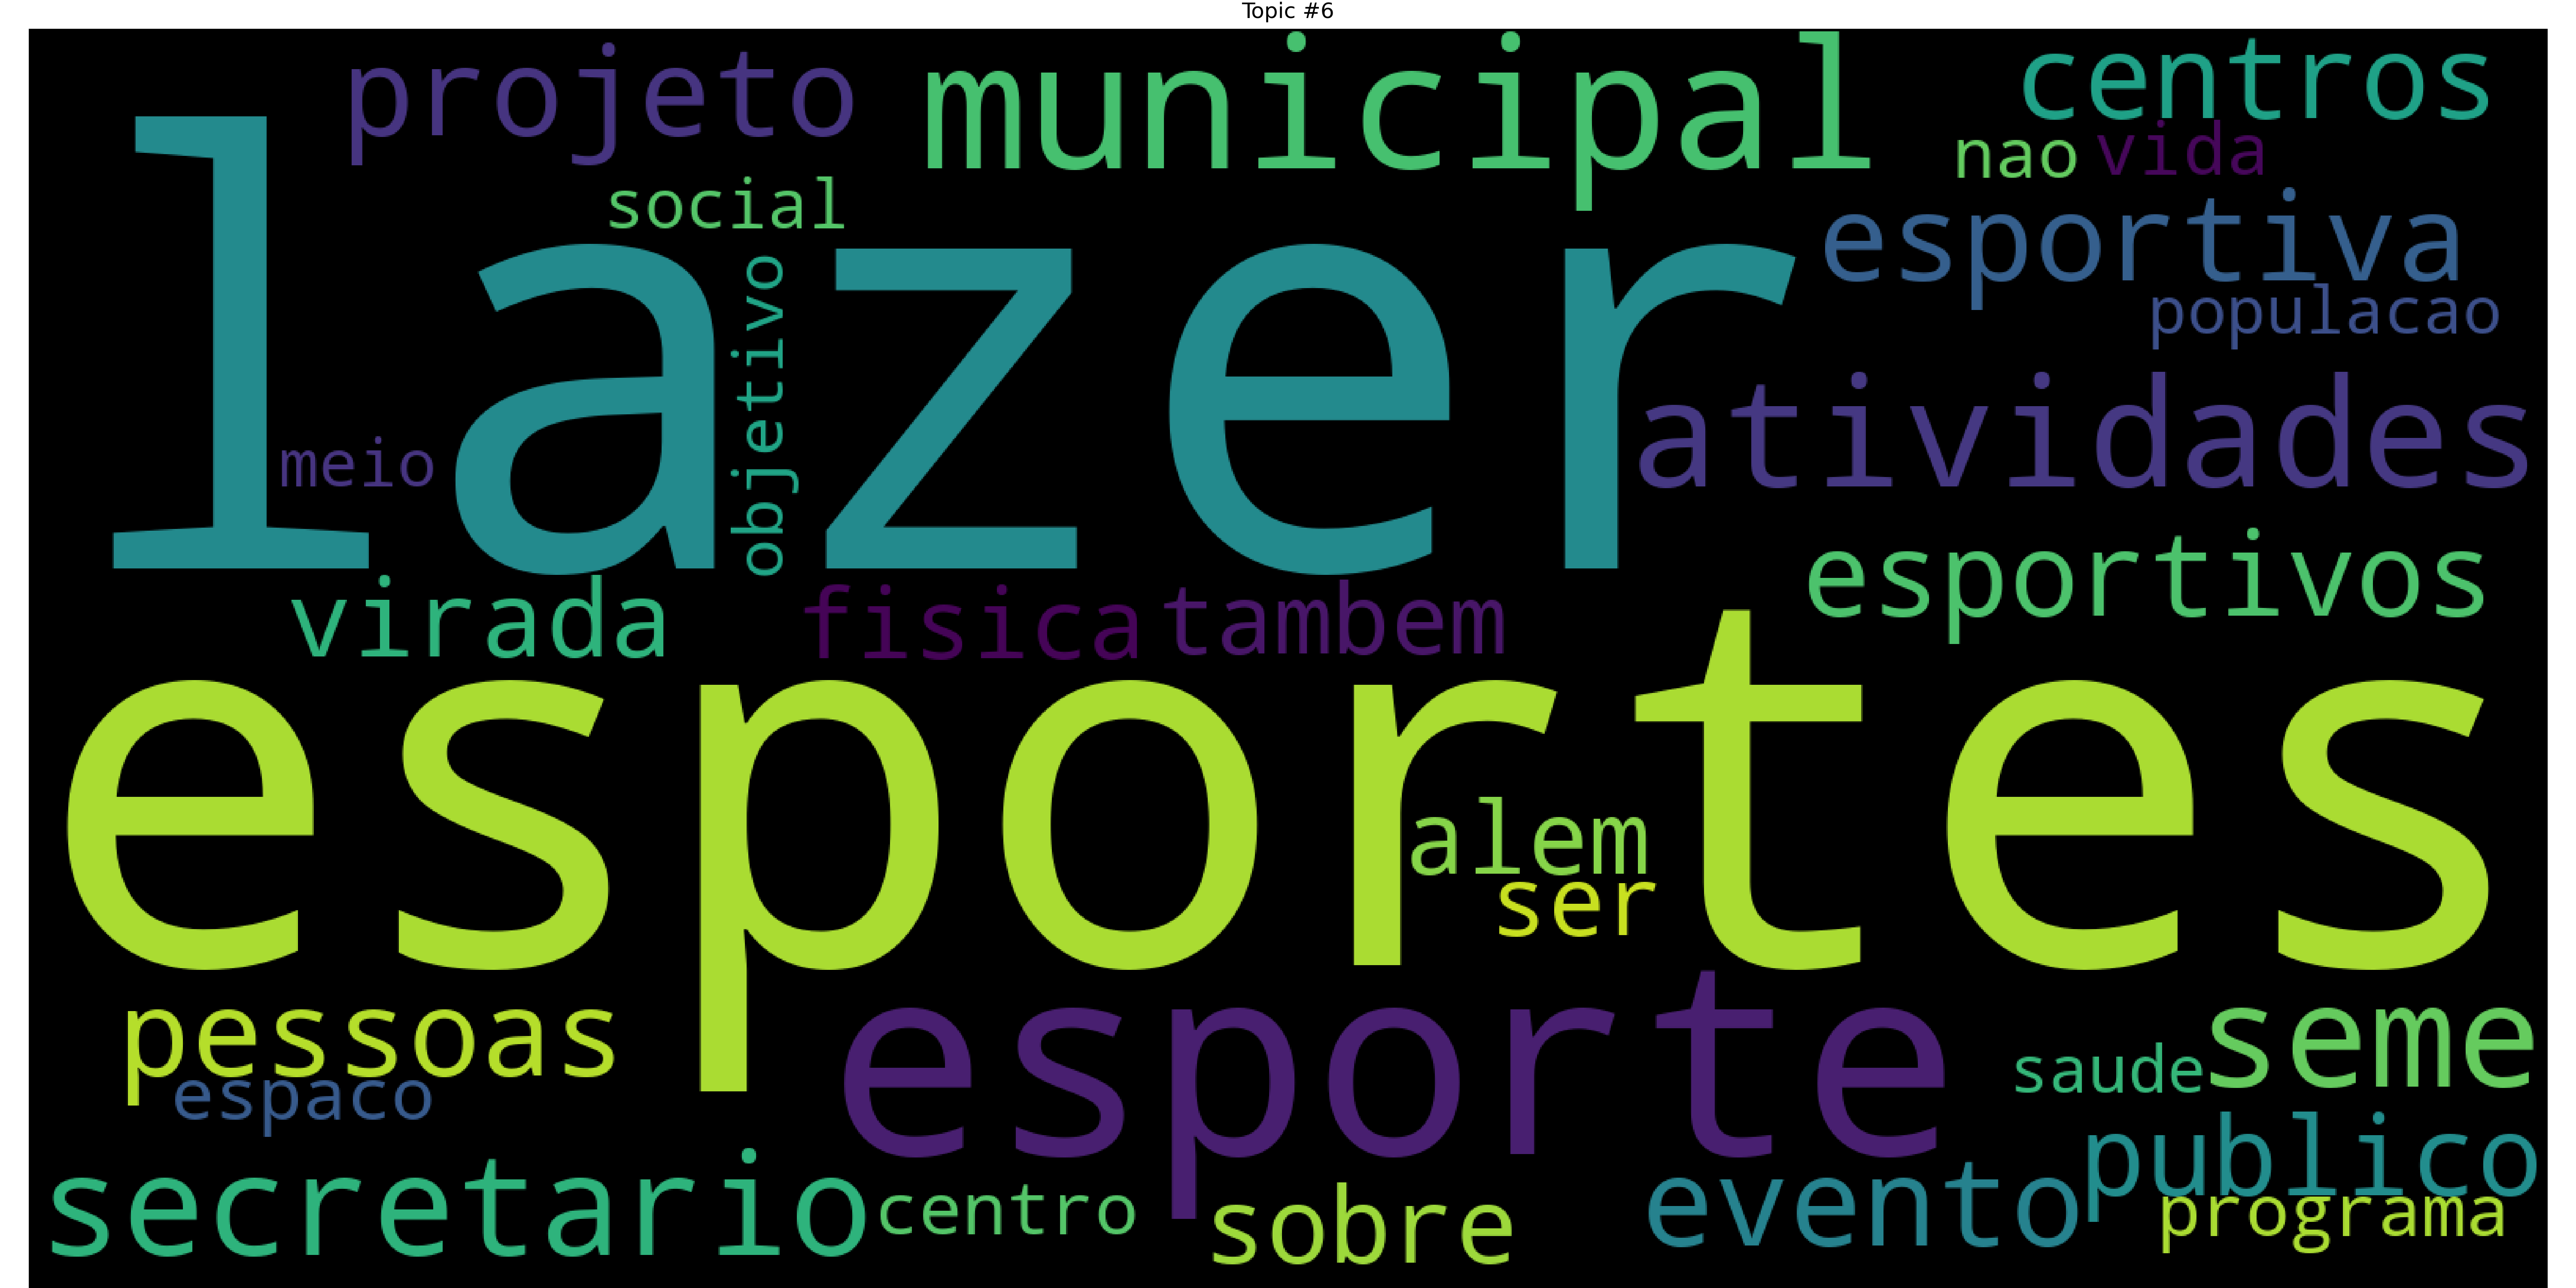 Topic #6
projeto
municipal
centros
nao
vida
social
esportiva
lazer
objetivo
populacao
meio
atividades
virada
fisica
tambem
esportivos
esportes
alem
ser
pessoas
esporte
seme
saude
espaco
publico
secretario
centro
sobre
evento
programa